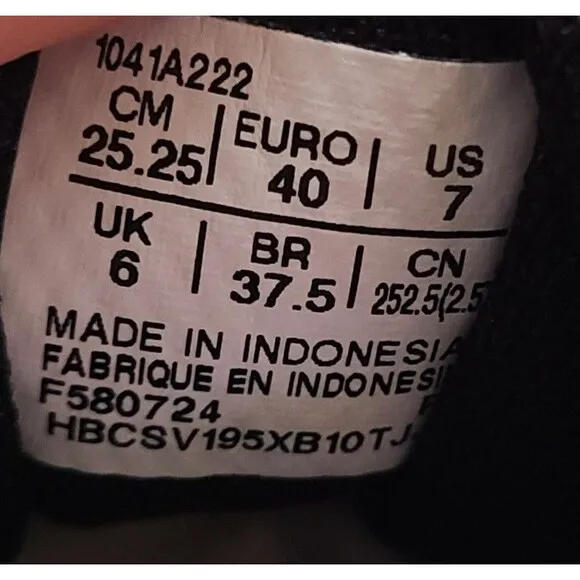 1041A222
CM | EURO | US
25.25 | 40 | 7
UK | BR | CN
6 | 37.5 | 252.5(2.5
MADE IN INDONESIA
FABRIQUE EN INDONESI
F580724
HBCSV195XB10TJ